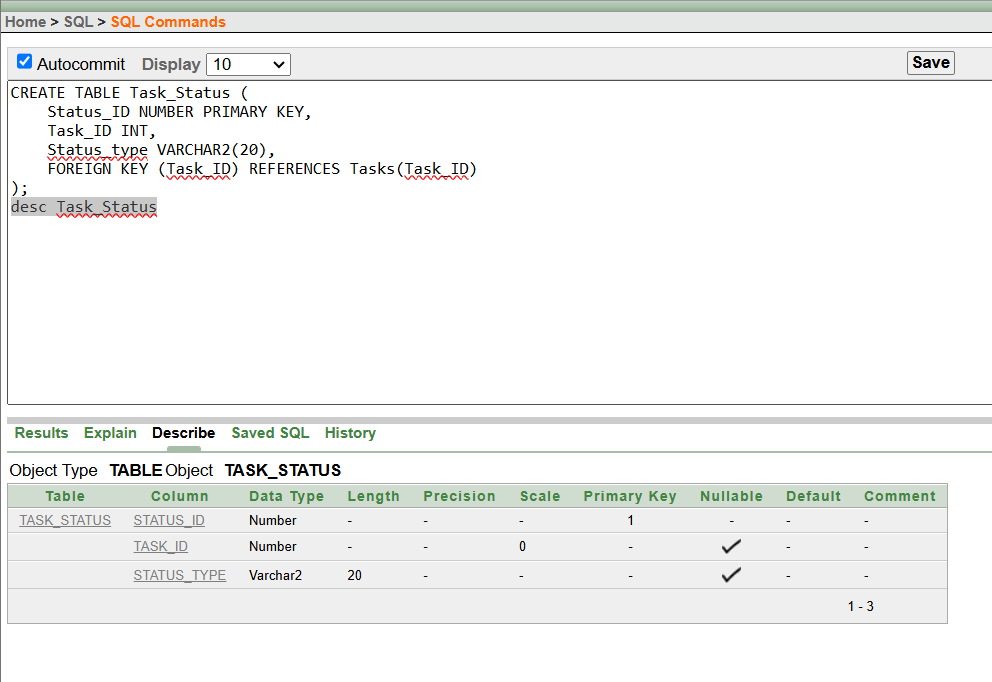 Home > SQL > SQL Commands
Autocommit Display 10 Save
CREATE TABLE Task_Status (
    Status_ID NUMBER PRIMARY KEY,
    Task_ID INT,
    Status_type VARCHAR2(20),
    FOREIGN KEY (Task_ID) REFERENCES Tasks(Task_ID)
);
desc Task_Status
Results Explain Describe Saved SQL History
Object Type TABLE Object TASK_STATUS
Table Column Data Type Length Precision Scale Primary Key Nullable Default Comment
TASK_STATUS STATUS_ID Number - - - 1 - - -
TASK_ID Number - - 0 - ✓ - -
STATUS_TYPE Varchar2 20 - - - ✓ - -
1 - 3